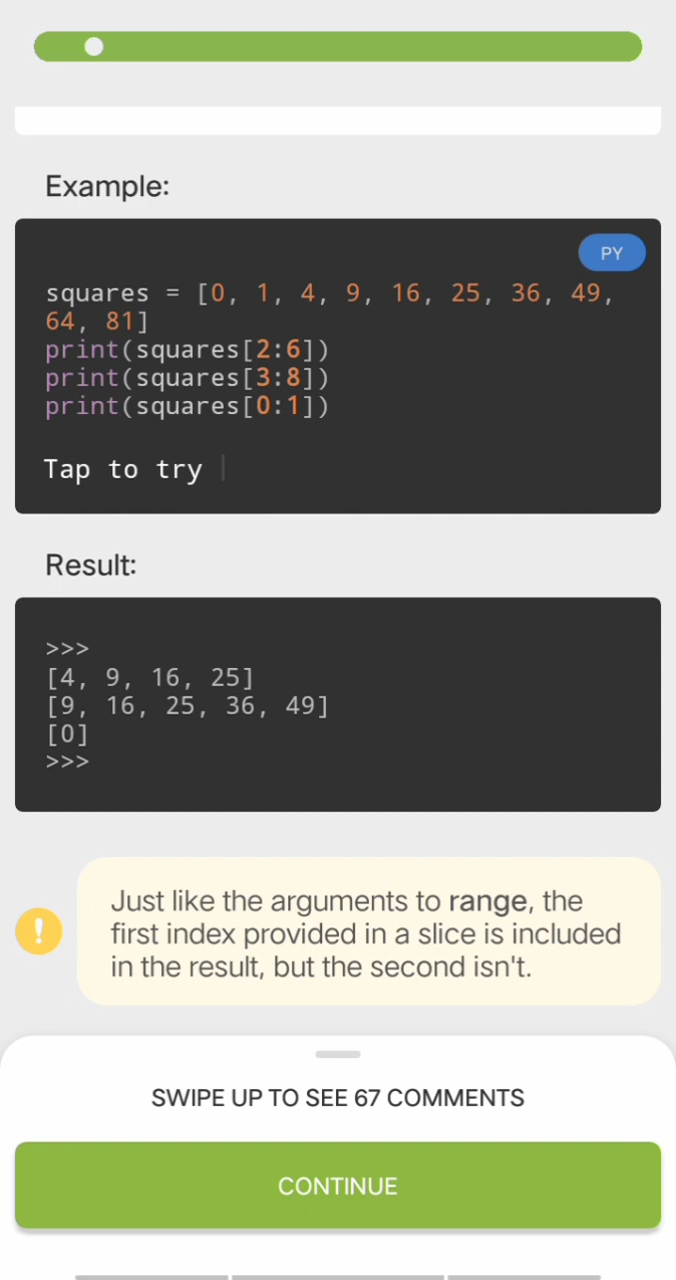 Example:
PY
squares = [0, 1, 4, 9, 16, 25, 36, 49,
64, 81]
print(squares[2:6])
print(squares[3:8])
print(squares[0:1])
Tap to try
Result:
>>>
[4, 9, 16, 25]
[9, 16, 25, 36, 49]
[0]
>>>
!
Just like the arguments to range, the
first index provided in a slice is included
in the result, but the second isn't.
SWIPE UP TO SEE 67 COMMENTS
CONTINUE